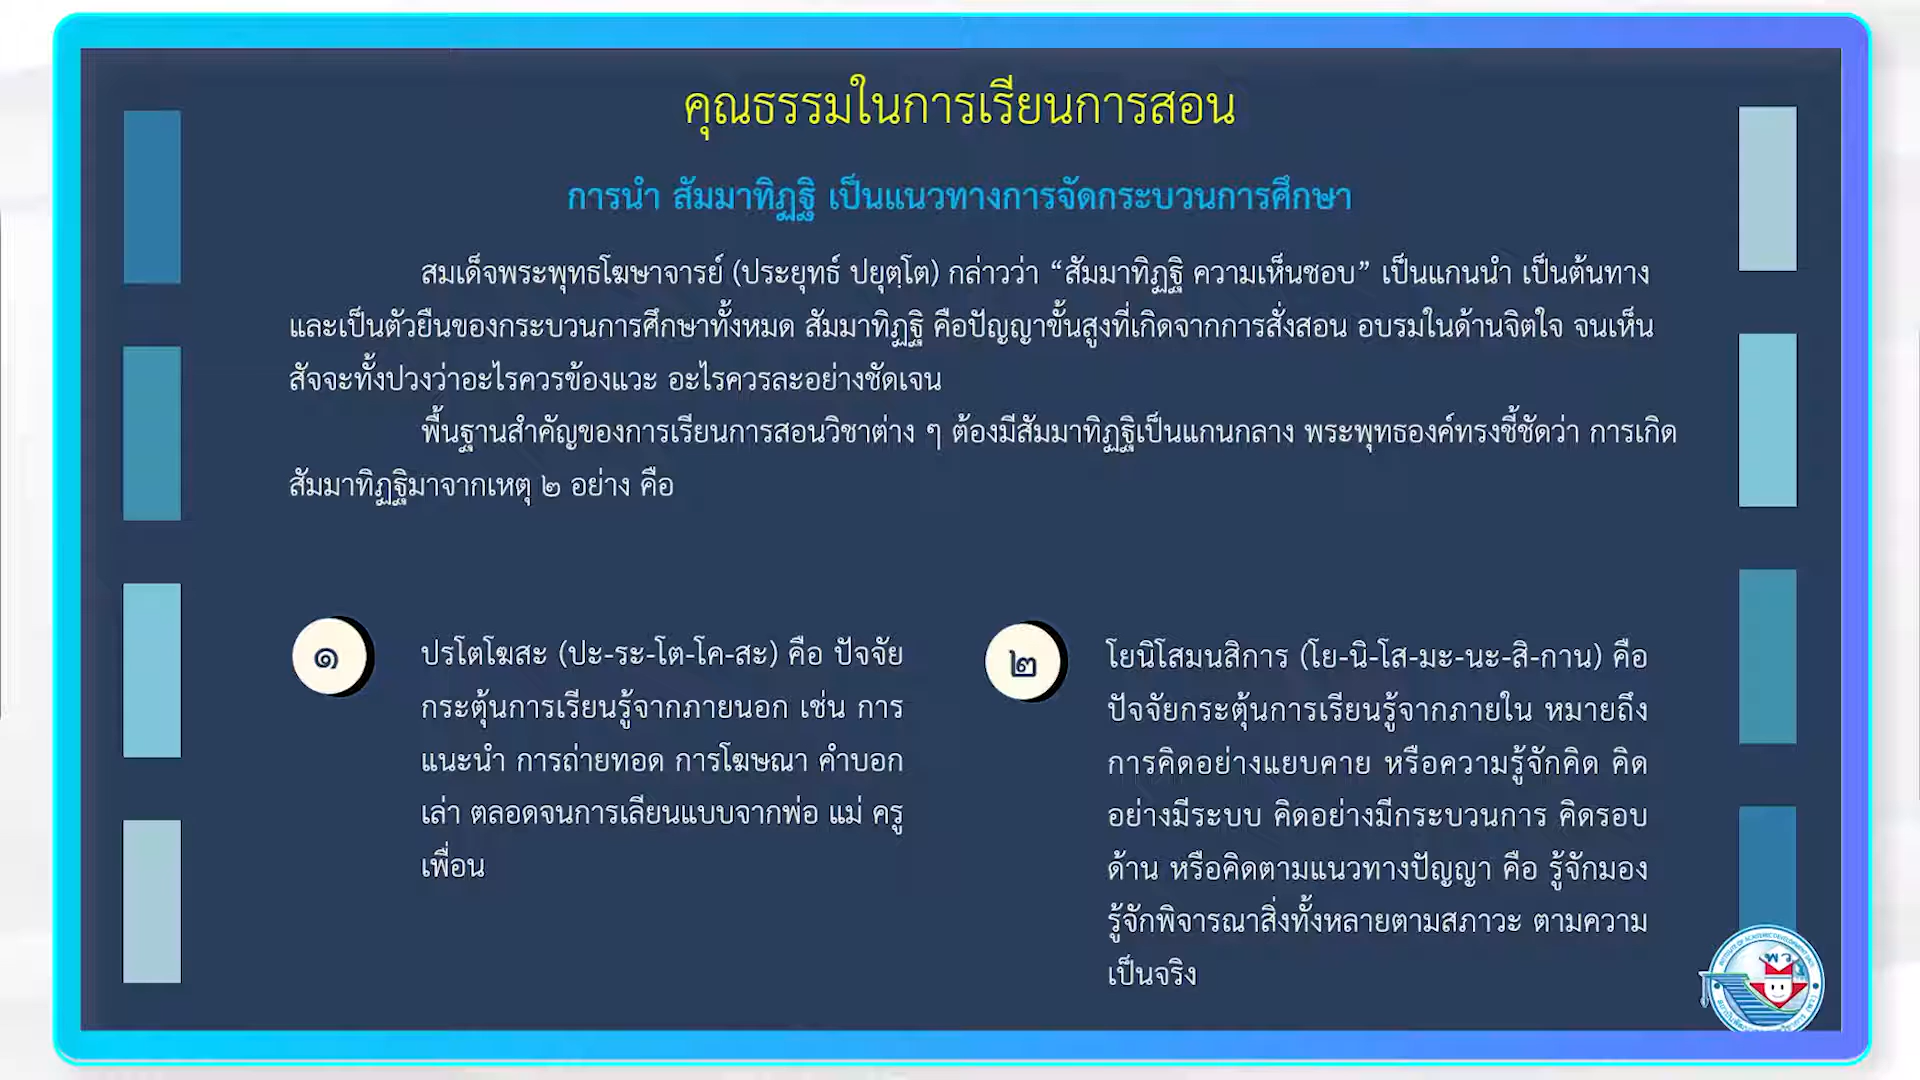 คุณธรรมในการเรียนการสอน
การนำ สัมมาทิฏฐิ เป็นแนวทางการจัดกระบวนการศึกษา
สมเด็จพระพุทธโฆษาจารย์ (ประยุทธ์ ปยุตฺโต) กล่าวว่า “สัมมาทิฏฐิ ความเห็นชอบ” เป็นแกนนำ เป็นต้นทาง
และเป็นตัวยืนของกระบวนการศึกษาทั้งหมด สัมมาทิฏฐิ คือปัญญาขั้นสูงที่เกิดจากการสั่งสอน อบรมในด้านจิตใจ จนเห็น
สัจจะทั้งปวงว่าอะไรควรข้องแวะ อะไรควรละอย่างชัดเจน
พื้นฐานสำคัญของการเรียนการสอนวิชาต่าง ๆ ต้องมีสัมมาทิฏฐิเป็นแกนกลาง พระพุทธองค์ทรงชี้ชัดว่า การเกิด
สัมมาทิฏฐิมาจากเหตุ ๒ อย่าง คือ
๑
ปรโตโฆสะ (ปะ-ระ-โต-โค-สะ) คือ ปัจจัย
กระตุ้นการเรียนรู้จากภายนอก เช่น การ
แนะนำ การถ่ายทอด การโฆษณา คำบอก
เล่า ตลอดจนการเลียนแบบจากพ่อ แม่ ครู
เพื่อน
๒
โยนิโสมนสิการ (โย-นิ-โส-มะ-นะ-สิ-กาน) คือ
ปัจจัยกระตุ้นการเรียนรู้จากภายใน หมายถึง
การคิดอย่างแยบคาย หรือความรู้จักคิด คิด
อย่างมีระบบ คิดอย่างมีกระบวนการ คิดรอบ
ด้าน หรือคิดตามแนวทางปัญญา คือ รู้จักมอง
รู้จักพิจารณาสิ่งทั้งหลายตามสภาวะ ตามความ
เป็นจริง
พว